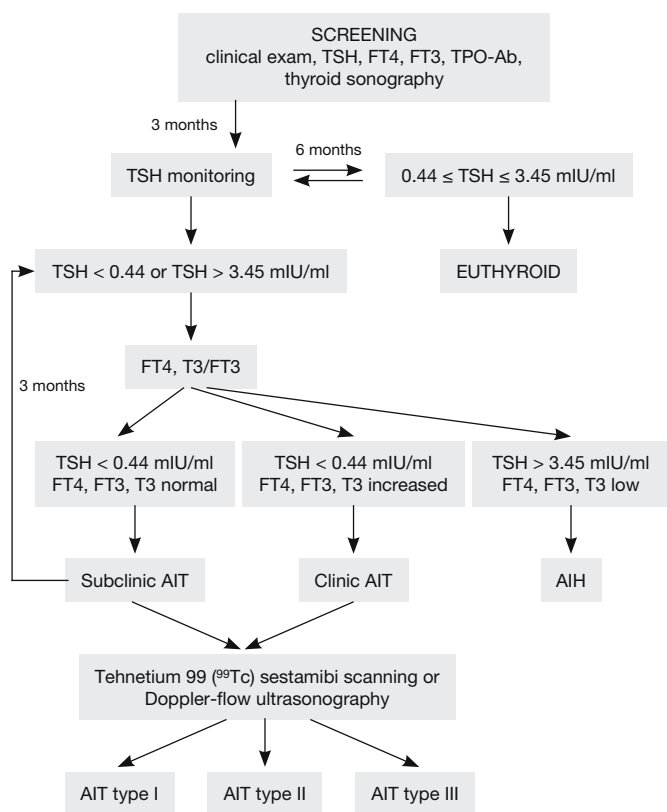 SCREENING
clinical exam, TSH, FT4, FT3, TPO-Ab,
thyroid sonography
3 months
6 months
TSH monitoring
0.44 ≤ TSH ≤ 3.45 mIU/ml
TSH < 0.44 or TSH > 3.45 mIU/ml
EUTHYROID
FT4, T3/FT3
3 months
TSH < 0.44 mIU/ml
FT4, FT3, T3 normal
TSH < 0.44 mIU/ml
FT4, FT3, T3 increased
TSH > 3.45 mIU/ml
FT4, FT3, T3 low
Subclinic AIT
Clinic AIT
AIH
Tehnetium 99 (⁹⁹Tc) sestamibi scanning or
Doppler-flow ultrasonography
AIT type I
AIT type II
AIT type III